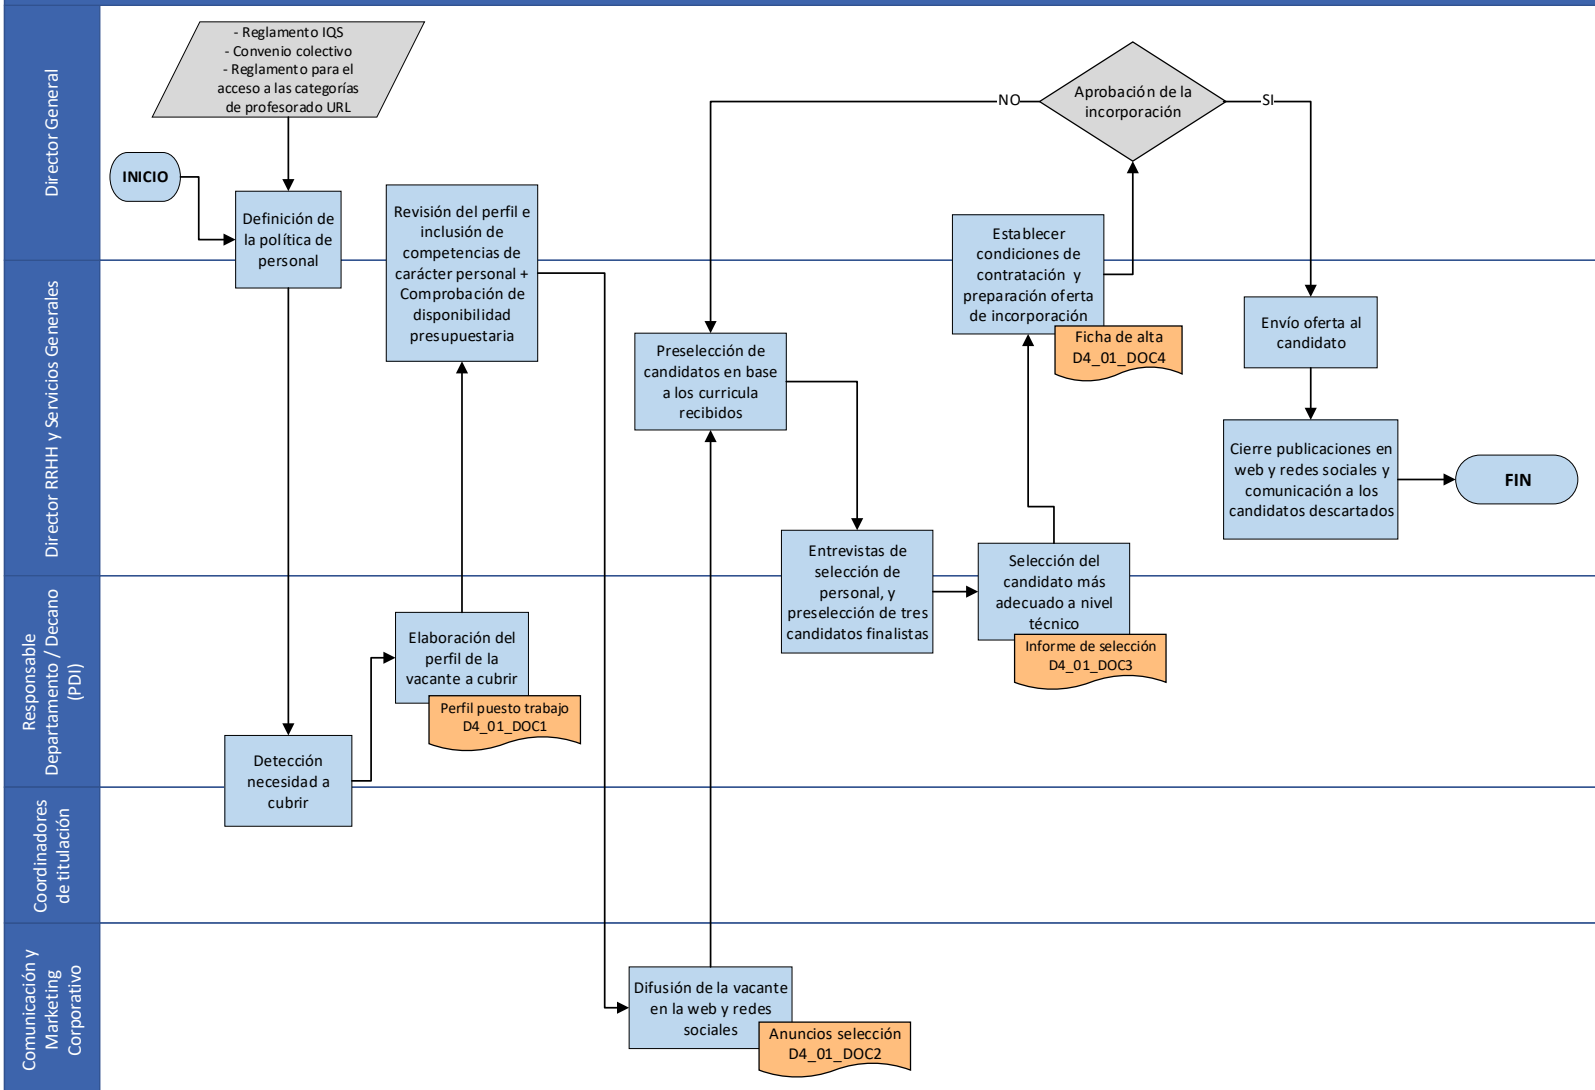 Director General
- Reglamento IQS
- Convenio colectivo
- Reglamento para el
acceso a las categorías
de profesorado URL
INICIO
Definición de
la política de
personal
Revisión del perfil e
inclusión de
competencias de
carácter personal +
Comprobación de
disponibilidad
presupuestaria
NO
Aprobación de la
incorporación
SI
Establecer
condiciones de
contratación y
preparación oferta
de incorporación
Ficha de alta
D4_01_DOC4
Director RRHH y Servicios Generales
Preselección de
candidatos en base
a los curricula
recibidos
Envío oferta al
candidato
Cierre publicaciones en
web y redes sociales y
comunicación a los
candidatos descartados
FIN
Entrevistas de
selección de
personal, y
preselección de tres
candidatos finalistas
Selección del
candidato más
adecuado a nivel
técnico
Informe de selección
D4_01_DOC3
Responsable
Departamento / Decano
(PDI)
Elaboración del
perfil de la
vacante a cubrir
Perfil puesto trabajo
D4_01_DOC1
Detección
necesidad a
cubrir
Coordinadores
de titulación
Comunicación y
Marketing
Corporativo
Difusión de la vacante
en la web y redes
sociales
Anuncios selección
D4_01_DOC2